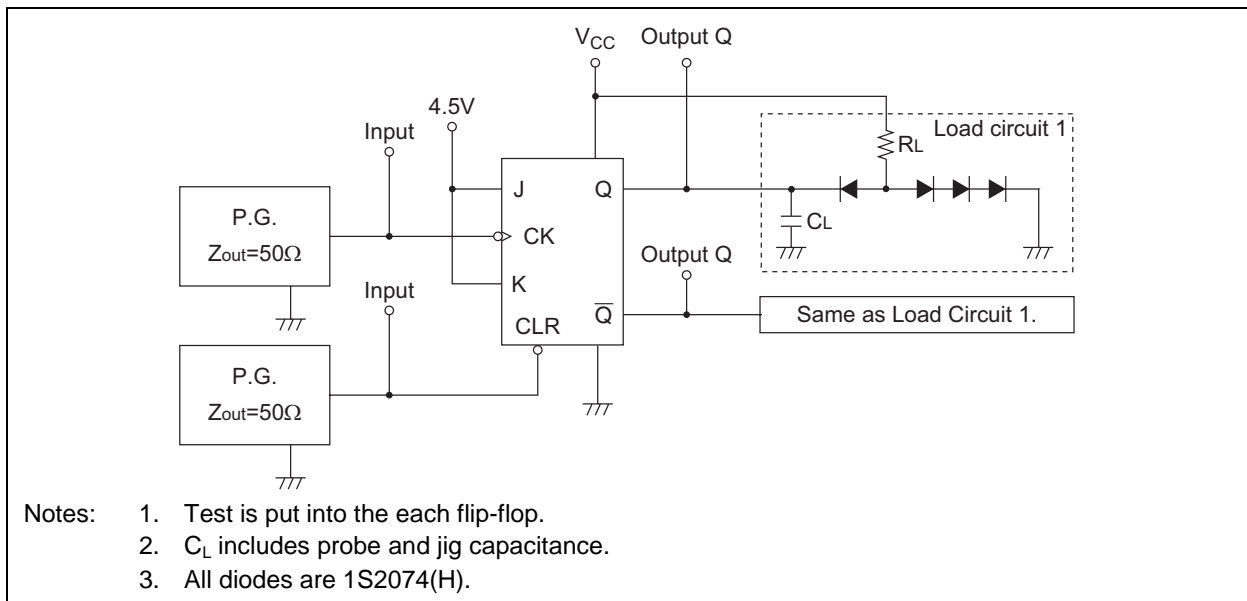 VCC Output Q
4.5V
Input
Load circuit 1
RL
J Q
P.G.
Zout=50Ω
CK
CL
K
Output Q
Input
Q̅
Same as Load Circuit 1.
CLR
P.G.
Zout=50Ω
Notes: 1. Test is put into the each flip-flop.
2. CL includes probe and jig capacitance.
3. All diodes are 1S2074(H).